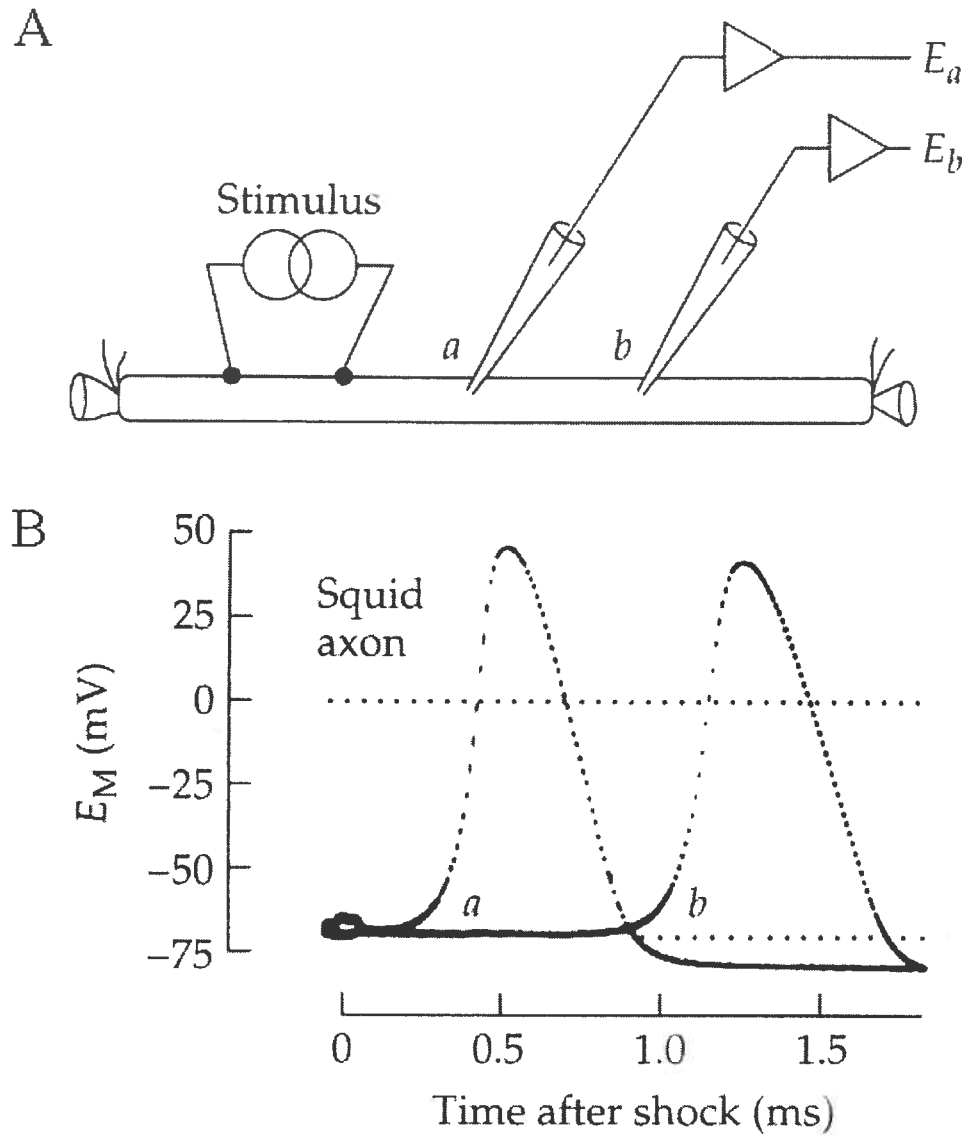 A
E_a
E_b
Stimulus
a
b
B
50
25
0
−25
−50
−75
E_M (mV)
Squid
axon
a
b
0
0.5
1.0
1.5
Time after shock (ms)